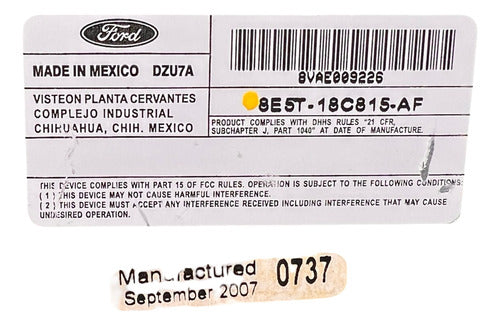 Ford
MADE IN MEXICO DZU7A
8VAE009226
VISTEON PLANTA CERVANTES
COMPLEJO INDUSTRIAL
CHIHUAHUA, CHIH. MEXICO
8E5T-18C815-AF
PRODUCT COMPLIES WITH DHHS RULES "21 CFR,
SUBCHAPTER J, PART 1040" AT DATE OF MANUFACTURE.
THIS DEVICE COMPLIES WITH PART 15 OF FCC RULES. OPERATION IS SUBJECT TO THE FOLLOWING CONDITIONS:
( 1 ) THIS DEVICE MAY NOT CAUSE HARMFUL INTERFERENCE.
( 2 ) THIS DEVICE MUST ACCEPT ANY INTERFERENCE RECEIVED INCLUDING INTERFERENCE THAT MAY CAUSE
UNDESIRED OPERATION.
Manufactured 0737
September 2007